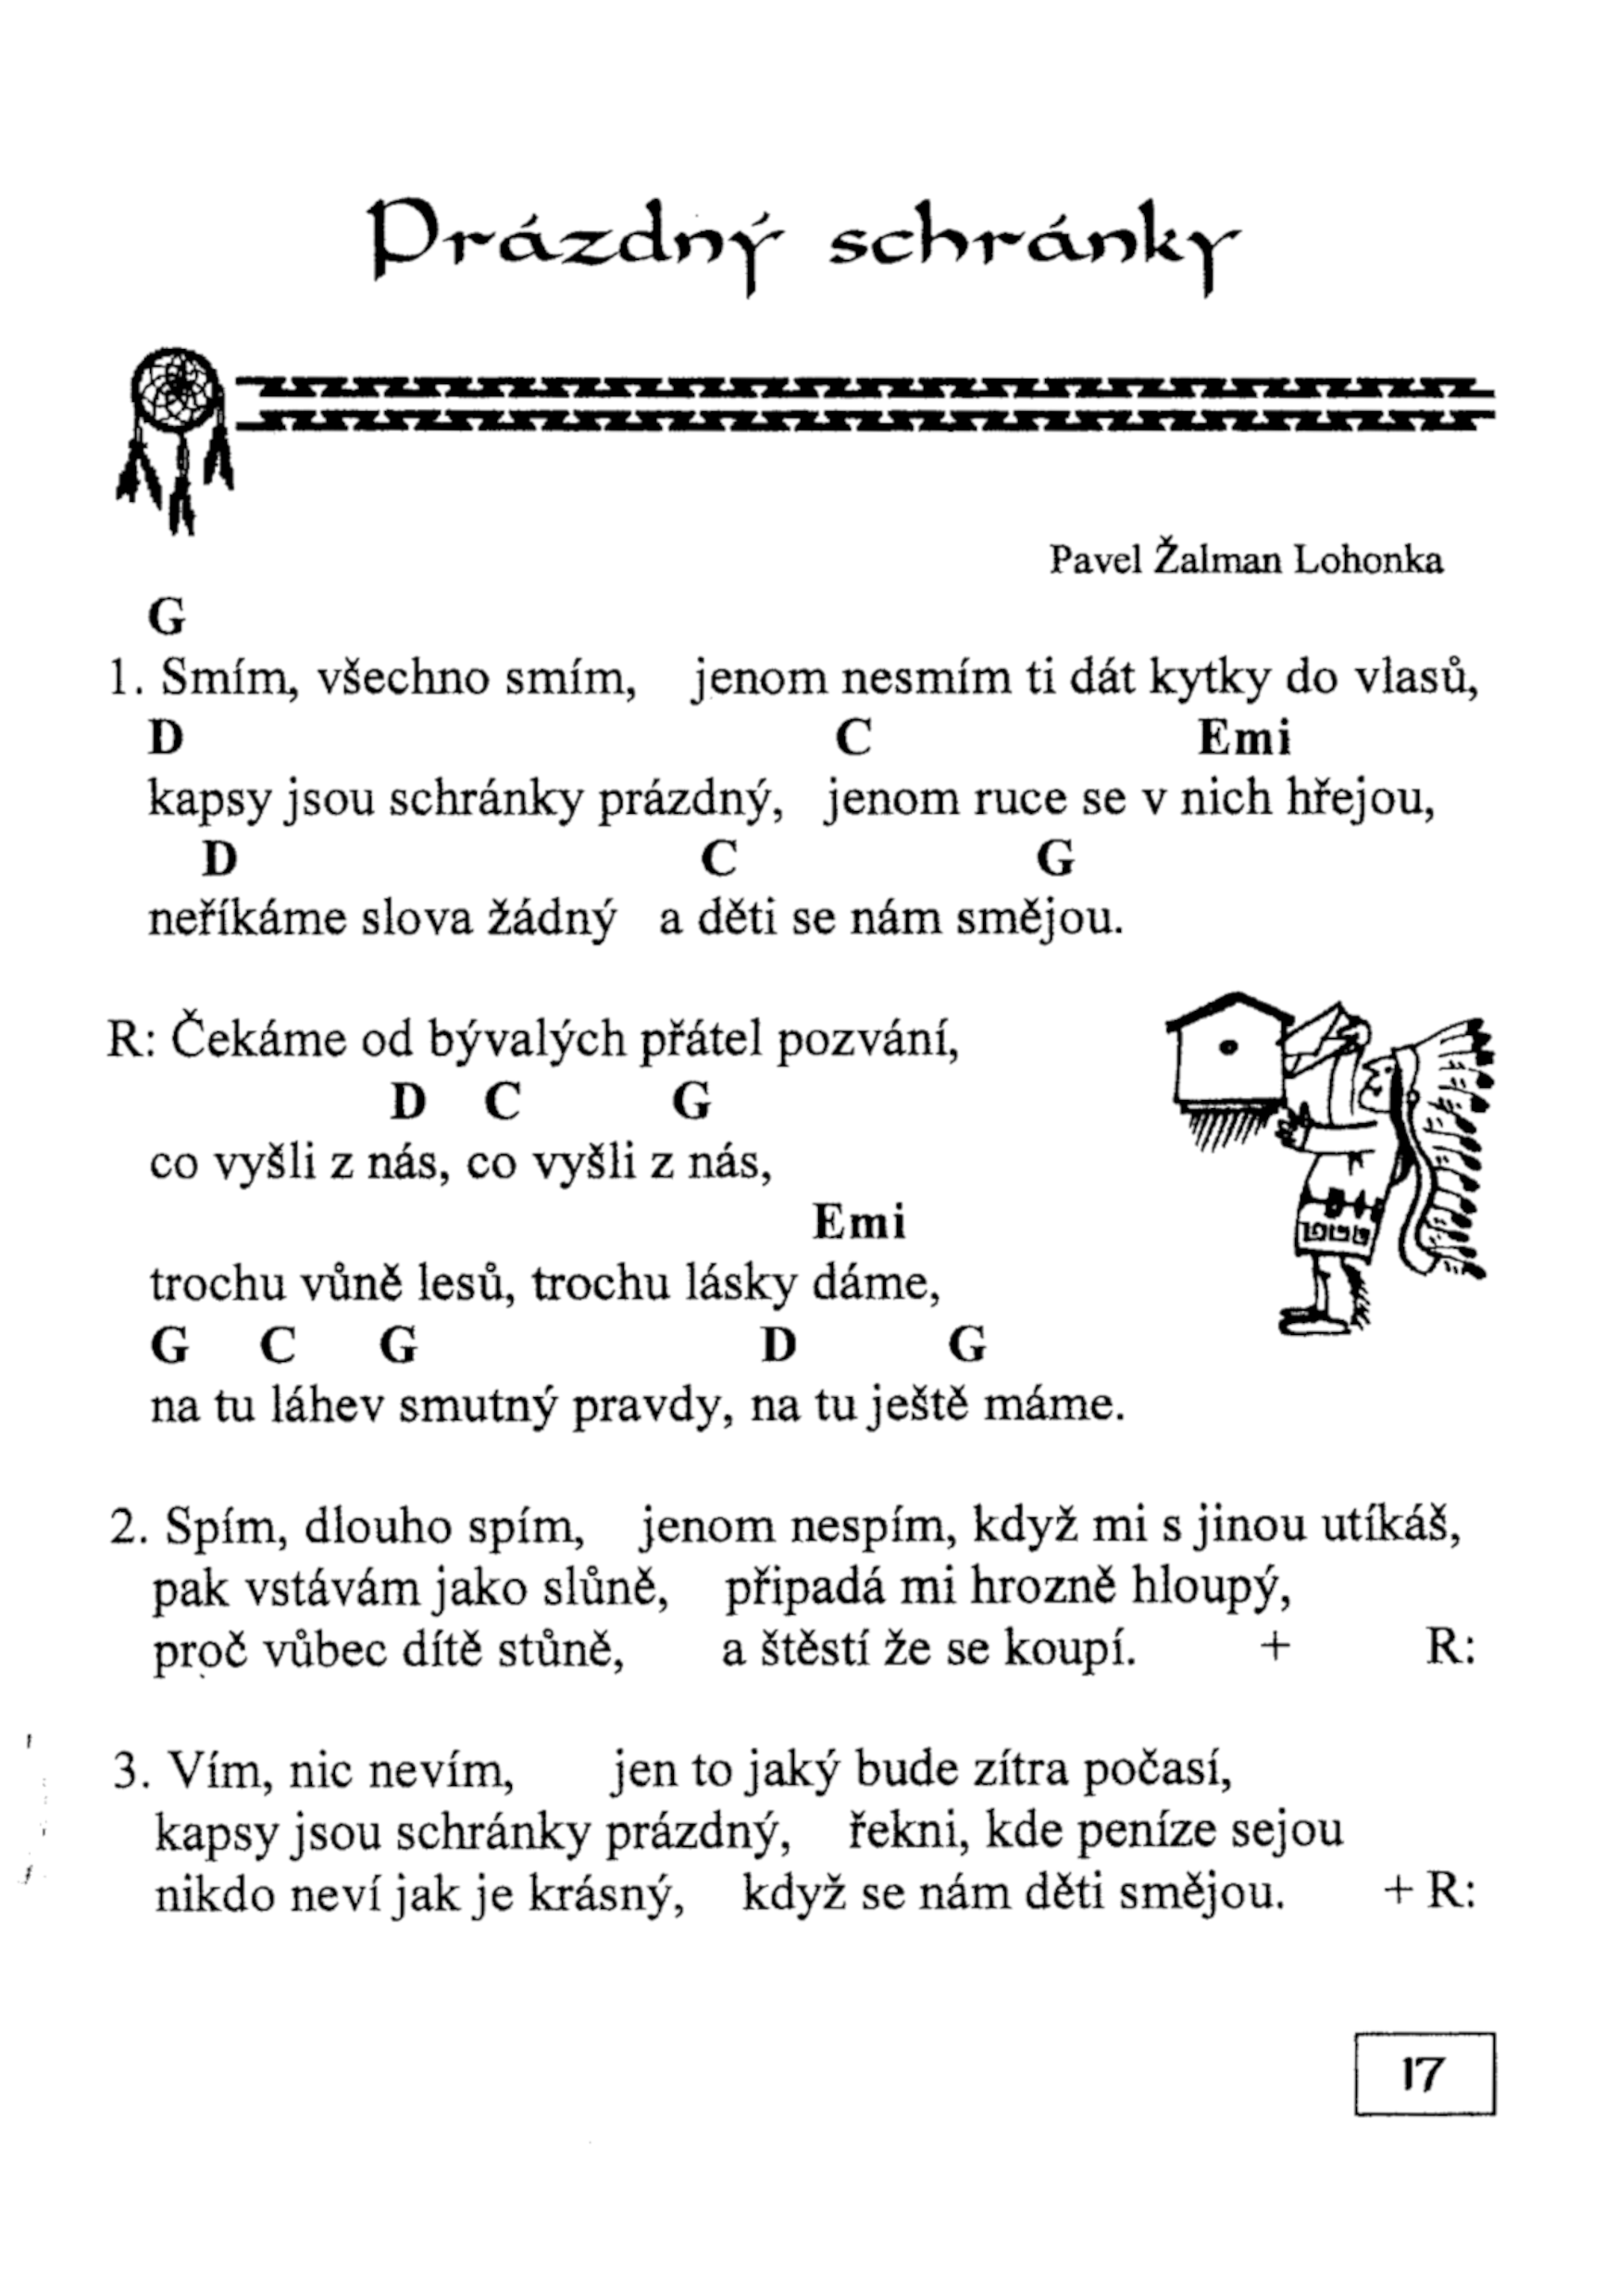 Prázdný schránky
Pavel Žalman Lohonka
G
1. Smím, všechno smím, jenom nesmím ti dát kytky do vlasů,
D C Emi
kapsy jsou schránky prázdný, jenom ruce se v nich hřejou,
D C G
neříkáme slova žádný a děti se nám smějou.
R: Čekáme od bývalých přátel pozvání,
D C G
co vyšli z nás, co vyšli z nás,
Emi
trochu vůně lesů, trochu lásky dáme,
G C G D G
na tu láhev smutný pravdy, na tu ještě máme.
2. Spím, dlouho spím, jenom nespím, když mi s jinou utíkáš,
pak vstávám jako slůně, připadá mi hrozně hloupý,
proč vůbec dítě stůně, a štěstí že se koupí. + R:
3. Vím, nic nevím, jen to jaký bude zítra počasí,
kapsy jsou schránky prázdný, řekni, kde peníze sejou
nikdo neví jak je krásný, když se nám děti smějou. + R:
17